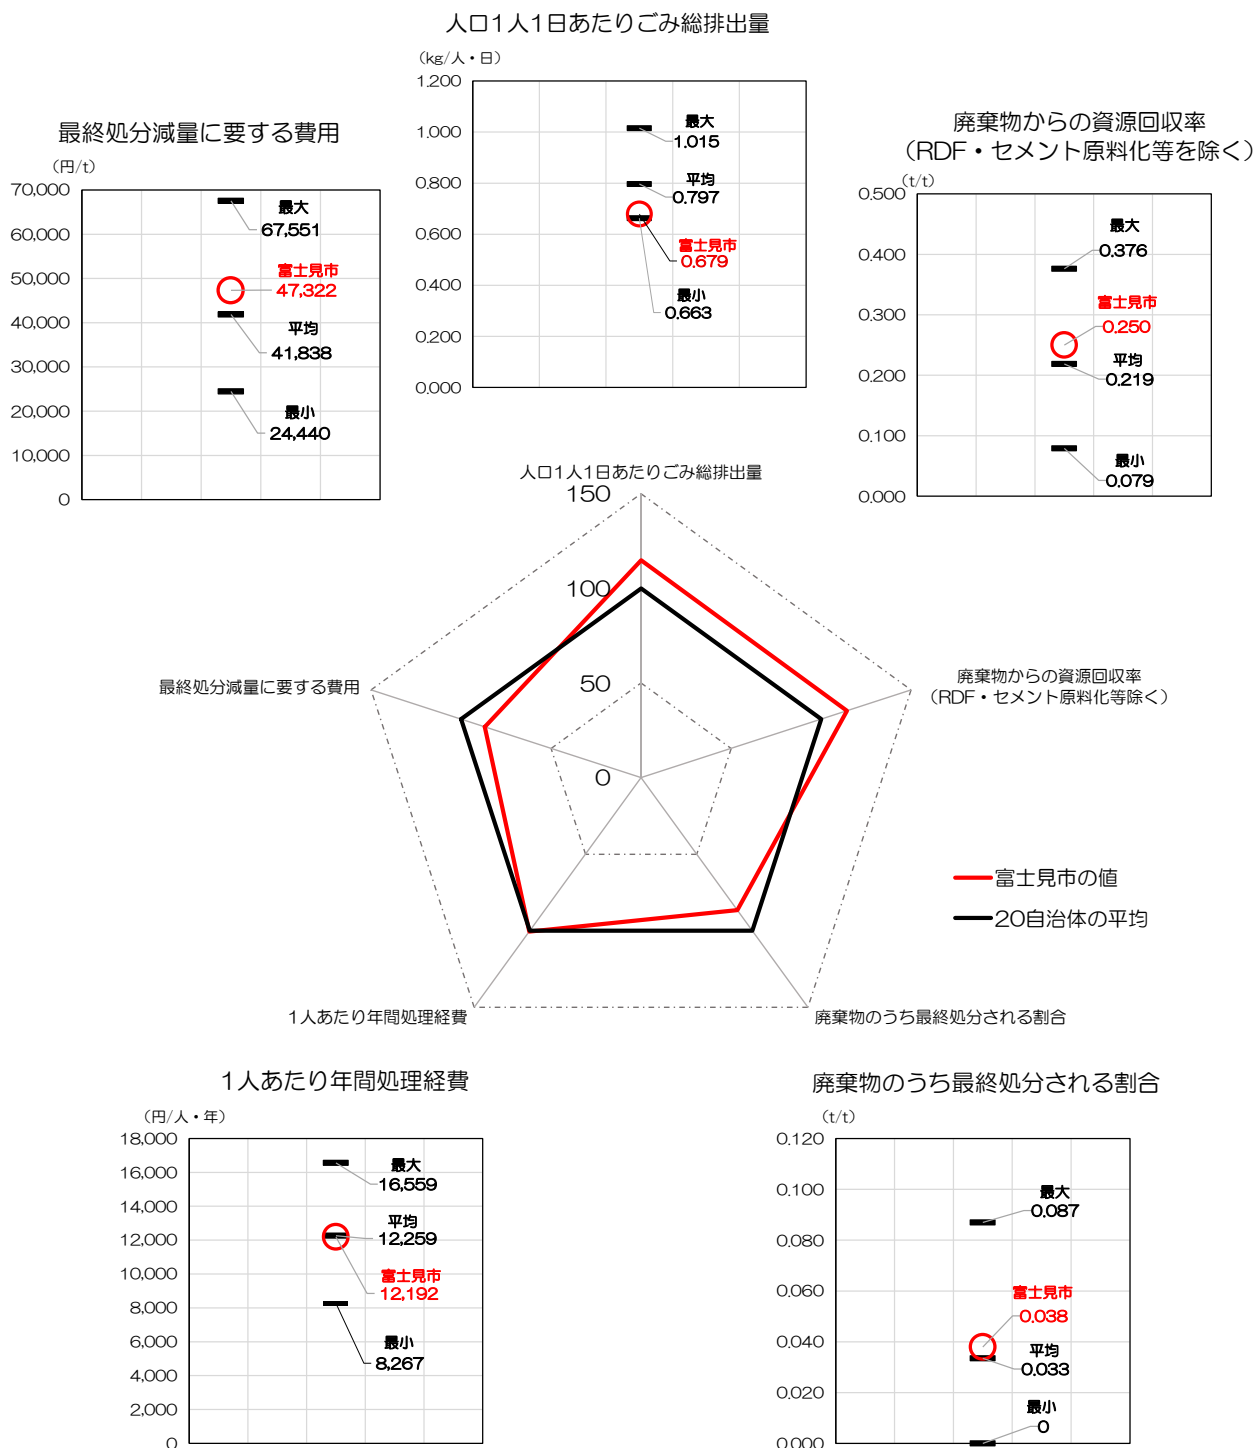 人口1人1日あたりごみ総排出量
（kg/人・日）
1.200
1.000
0.800
0.600
0.400
0.200
0.000
最大
1.015
平均
0.797
富士見市
0.679
最小
0.663
最終処分減量に要する費用
（円/t）
70,000
60,000
50,000
40,000
30,000
20,000
10,000
0
最大
67,551
富士見市
47,322
平均
41,838
最小
24,440
廃棄物からの資源回収率
（RDF・セメント原料化等を除く）
（t/t）
0.500
0.400
0.300
0.200
0.100
0.000
最大
0.376
富士見市
0.250
平均
0.219
最小
0.079
人口1人1日あたりごみ総排出量
150
100
50
0
最終処分減量に要する費用
廃棄物からの資源回収率
（RDF・セメント原料化等除く）
1人あたり年間処理経費
廃棄物のうち最終処分される割合
富士見市の値
20自治体の平均
1人あたり年間処理経費
（円/人・年）
18,000
16,000
14,000
12,000
10,000
8,000
6,000
4,000
2,000
0
最大
16,559
平均
12,259
富士見市
12,192
最小
8,267
廃棄物のうち最終処分される割合
（t/t）
0.120
0.100
0.080
0.060
0.040
0.020
0.000
最大
0.087
富士見市
0.038
平均
0.033
最小
0